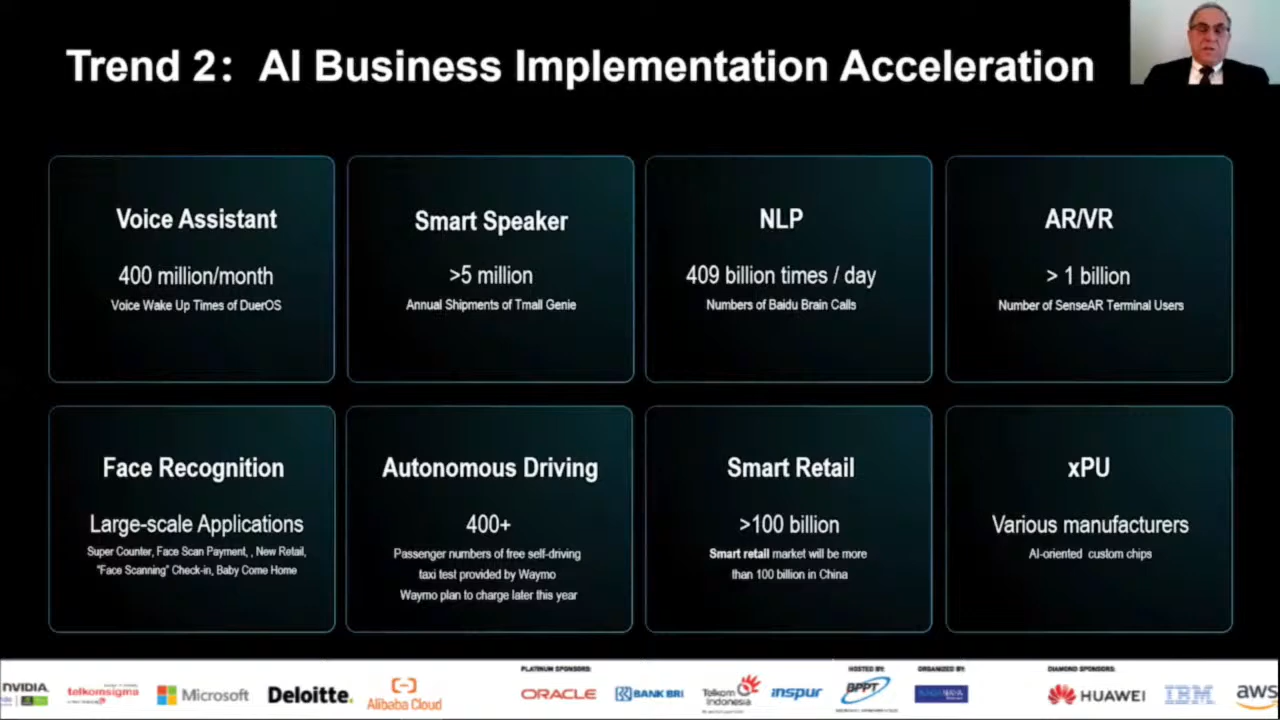 Trend 2: AI Business Implementation Acceleration
Voice Assistant
400 million/month
Voice Wake Up Times of DuerOS
Smart Speaker
>5 million
Annual Shipments of Tmall Genie
NLP
409 billion times / day
Numbers of Baidu Brain Calls
AR/VR
> 1 billion
Number of SenseAR Terminal Users
Face Recognition
Large-scale Applications
Super Counter, Face Scan Payment, , New Retail,
"Face Scanning" Check-in, Baby Come Home
Autonomous Driving
400+
Passenger numbers of free self-driving
taxi test provided by Waymo
Waymo plan to charge later this year
Smart Retail
>100 billion
Smart retail market will be more
than 100 billion in China
xPU
Various manufacturers
AI-oriented custom chips
PLATINUM SPONSORS:
HOSTED BY:
ORGANIZED BY:
DIAMOND SPONSORS:
NVIDIA.
telkomsigma
Microsoft
Deloitte.
Alibaba Cloud
ORACLE
BANK BRI
Telkom
Indonesia
inspur
BPPT
HUAWEI
IBM
aws